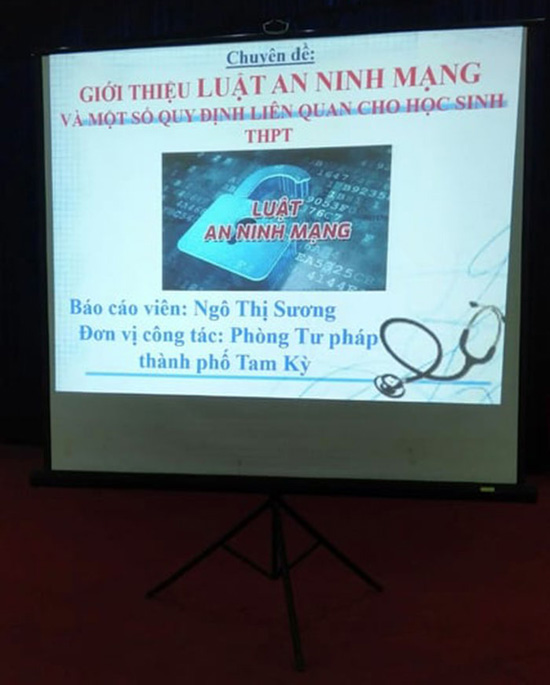 Chuyên đề:
GIỚI THIỆU LUẬT AN NINH MẠNG
VÀ MỘT SỐ QUY ĐỊNH LIÊN QUAN CHO HỌC SINH
THPT
LUẬT
AN NINH MẠNG
Báo cáo viên: Ngô Thị Sương
Đơn vị công tác: Phòng Tư pháp
thành phố Tam Kỳ